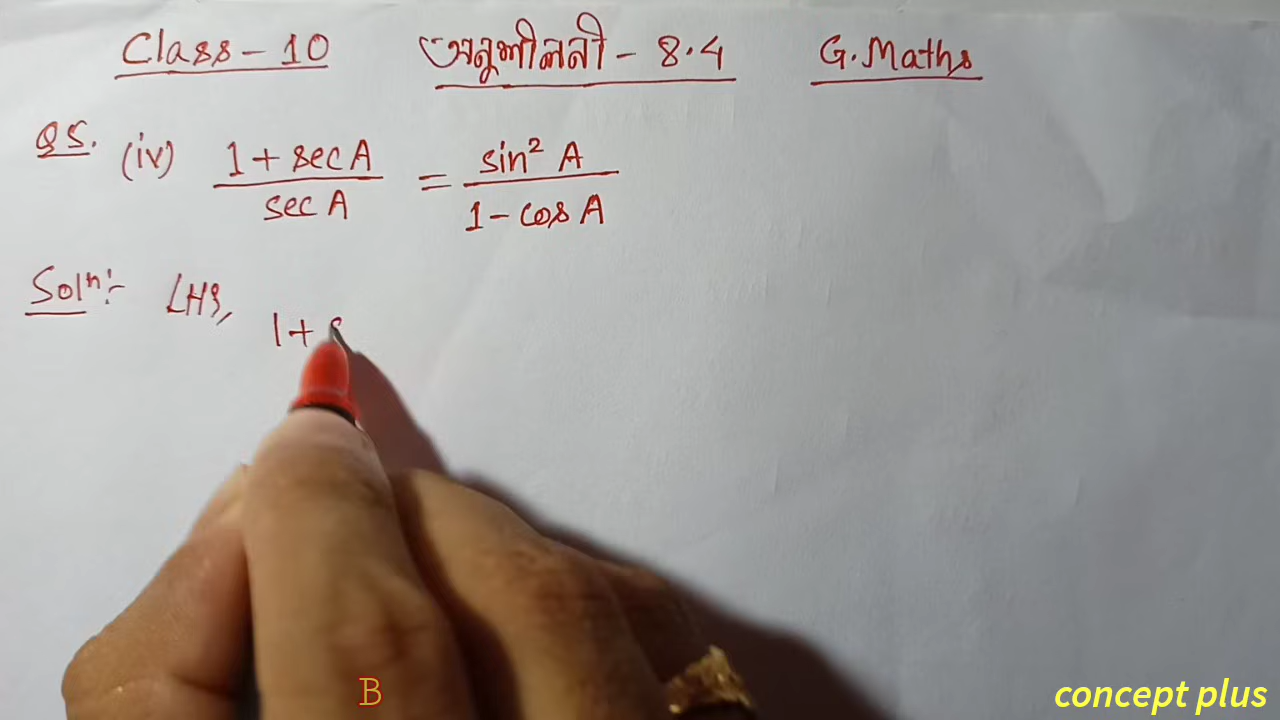 Class - 10 অনুশীলনী - 8.4 G. Maths
Q5. (iv) 1 + sec A / sec A = sin² A / 1 - cos A
Solⁿ:- LHS,
1 + s
B
concept plus